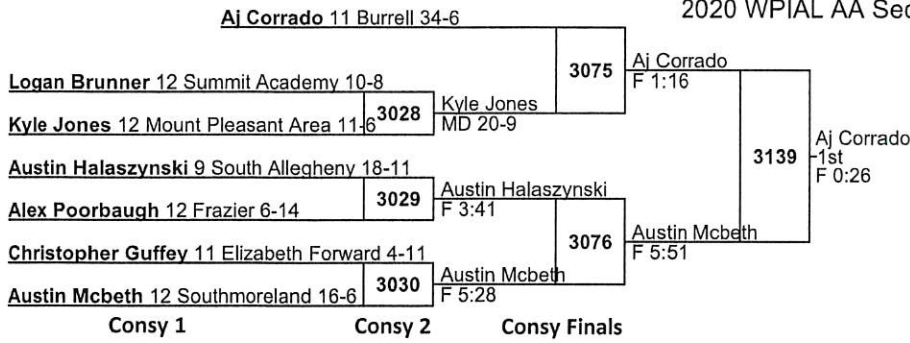 2020 WPIAL AA Sec
Aj Corrado 11 Burrell 34-6
3075
Aj Corrado
F 1:16
Logan Brunner 12 Summit Academy 10-8
3028
Kyle Jones
MD 20-9
Kyle Jones 12 Mount Pleasant Area 11-6
3139
Aj Corrado
1st
F 0:26
Austin Halaszynski 9 South Allegheny 18-11
3029
Austin Halaszynski
F 3:41
Alex Poorbaugh 12 Frazier 6-14
3076
Austin Mcbeth
F 5:51
Christopher Guffey 11 Elizabeth Forward 4-11
3030
Austin Mcbeth
F 5:28
Austin Mcbeth 12 Southmoreland 16-6
Consy 1 Consy 2 Consy Finals